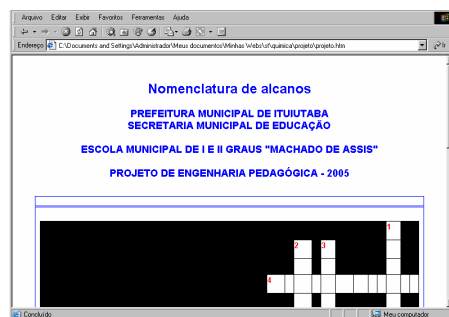 Arquivo Editar Exibir Favoritos Ferramentas Ajuda
Endereço C:\Documents and Settings\Administrador\Meus documentos\Minhas Webs\sf\quimica\projeto\projeto.htm Ir
Nomenclatura de alcanos
PREFEITURA MUNICIPAL DE ITUIUTABA
SECRETARIA MUNICIPAL DE EDUCAÇÃO
ESCOLA MUNICIPAL DE I E II GRAUS "MACHADO DE ASSIS"
PROJETO DE ENGENHARIA PEDAGÓGICA - 2005
1
2 3
4
Concluído Meu computador